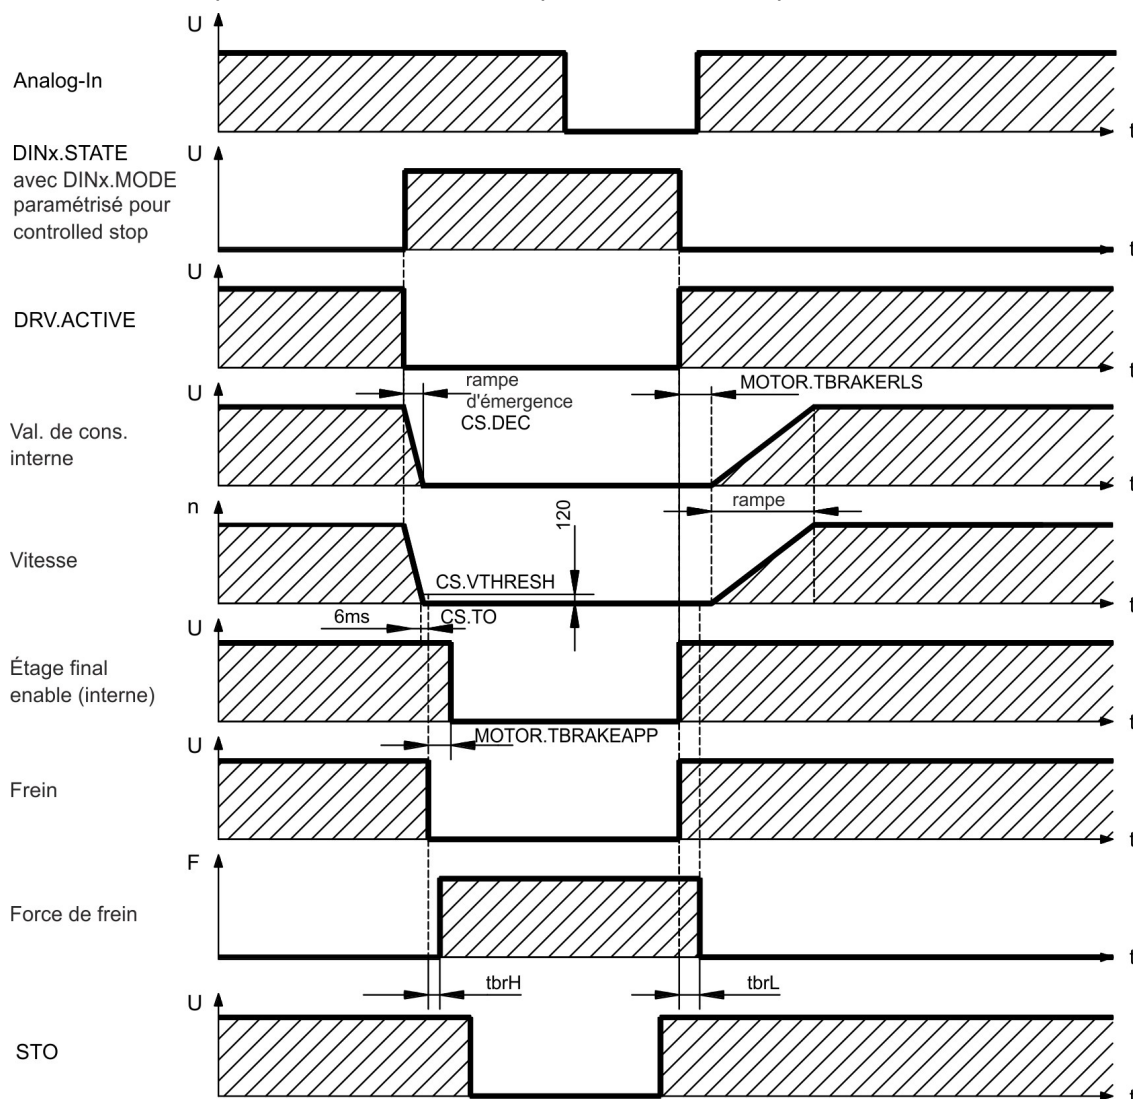 U
Analog-In
t
DINx.STATE
avec DINx.MODE
paramétrisé pour
controlled stop
U
t
U
DRV.ACTIVE
t
U
rampe
d'émergence
CS.DEC
MOTOR.TBRAKERLS
Val. de cons.
interne
t
rampe
n
120
Vitesse
CS.VTHRESH
t
6ms
CS.TO
U
Étage final
enable (interne)
t
MOTOR.TBRAKEAPP
U
Frein
t
F
Force de frein
t
tbrH
tbrL
U
STO
t